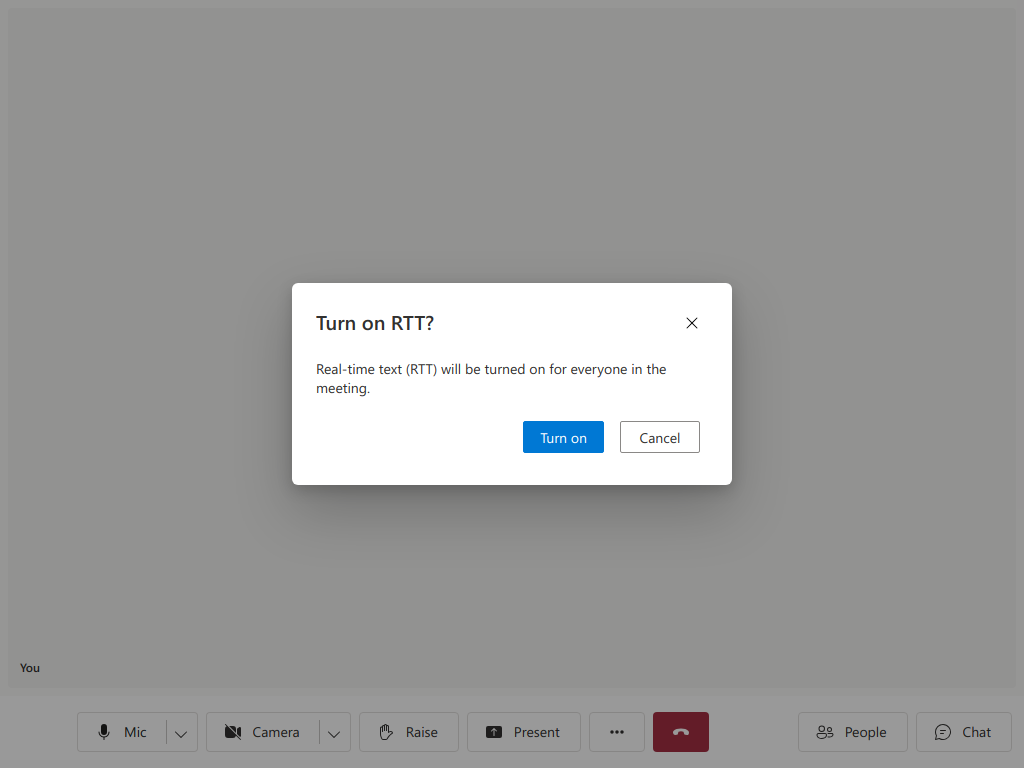 Turn on RTT?
Real-time text (RTT) will be turned on for everyone in the
meeting.
Turn on
Cancel
You
Mic
Camera
Raise
Present
People
Chat